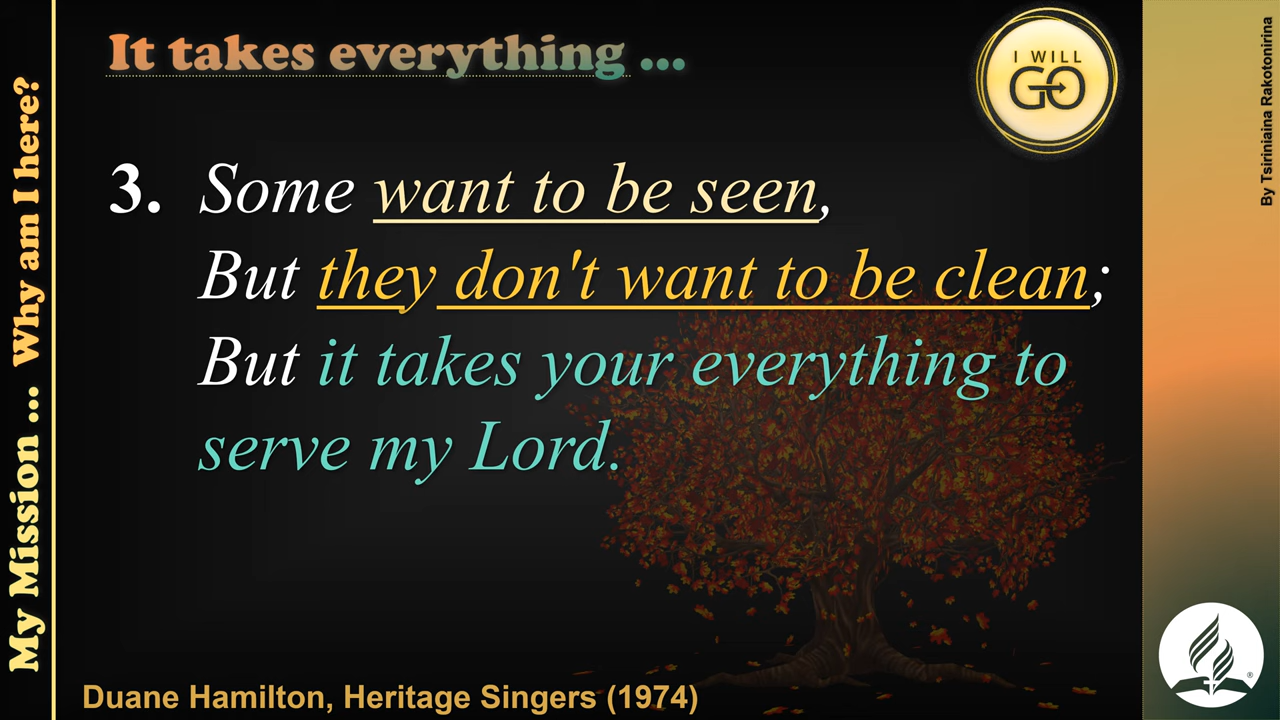 It takes everything ...
I WILL
GO
3. Some want to be seen,
But they don't want to be clean;
But it takes your everything to
serve my Lord.
Duane Hamilton, Heritage Singers (1974)
My Mission ... Why am I here?
By Tsiriniaina Rakotonirina
®